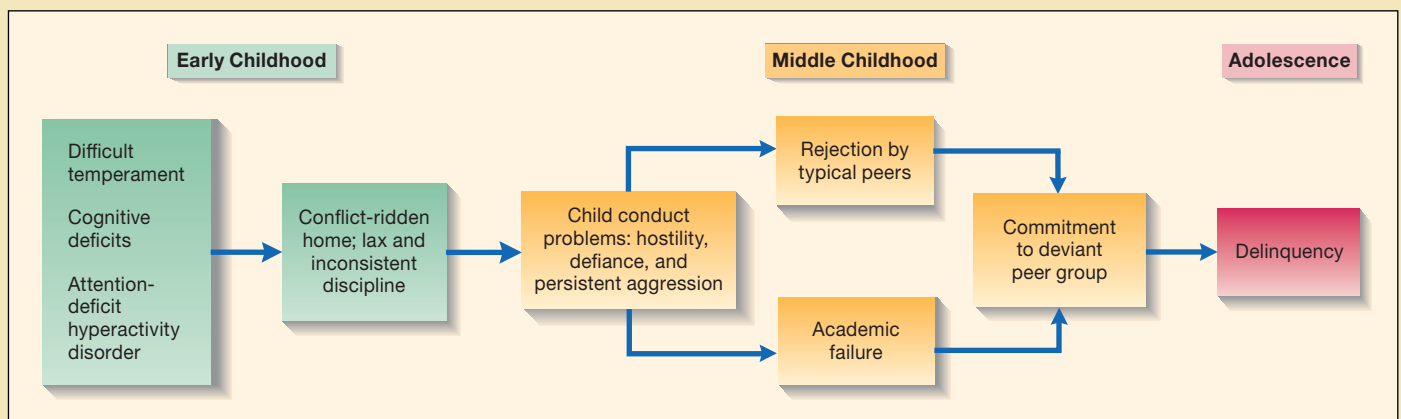 Early Childhood
Middle Childhood
Adolescence
Difficult
temperament
Cognitive
deficits
Attention-
deficit
hyperactivity
disorder
Conflict-ridden
home; lax and
inconsistent
discipline
Child conduct
problems: hostility,
defiance, and
persistent aggression
Rejection by
typical peers
Academic
failure
Commitment
to deviant
peer group
Delinquency